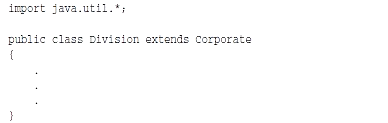 import java.util.*;
public class Division extends Corporate
{
.
.
.
}